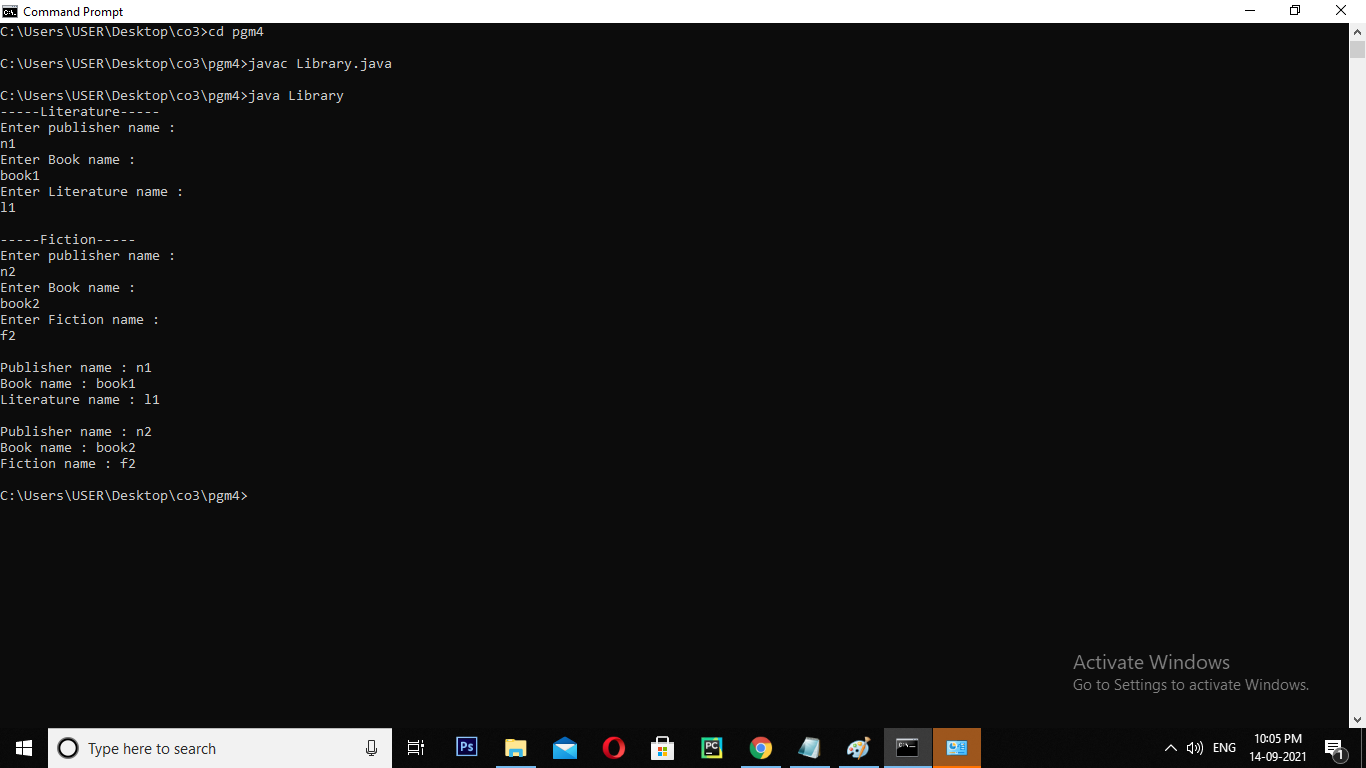 Command Prompt
C:\Users\USER\Desktop\co3>cd pgm4
C:\Users\USER\Desktop\co3\pgm4>javac Library.java
C:\Users\USER\Desktop\co3\pgm4>java Library
-----Literature-----
Enter publisher name :
n1
Enter Book name :
book1
Enter Literature name :
l1
-----Fiction-----
Enter publisher name :
n2
Enter Book name :
book2
Enter Fiction name :
f2
Publisher name : n1
Book name : book1
Literature name : l1
Publisher name : n2
Book name : book2
Fiction name : f2
C:\Users\USER\Desktop\co3\pgm4>
Activate Windows
Go to Settings to activate Windows.
Type here to search
Ps
PC
C:\.
ENG
10:05 PM
14-09-2021
1